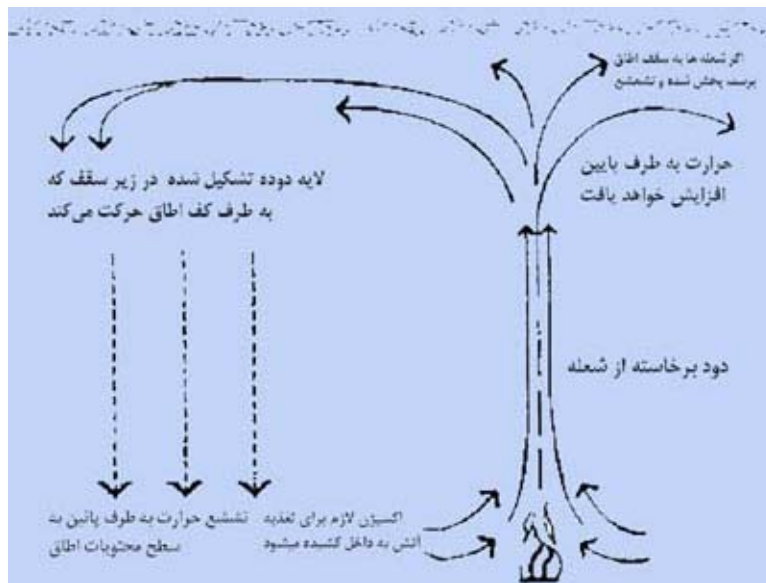 اگر شعله ها به سقف اطاق
برسد پخش شده و تشعشع
حرارت به طرف بایین
افزایش خواهد یافت
لایه دوده تشکیل شده در زیر سقف که
به طرف کف اطاق حرکت می‌کند
دود برخاسته از شعله
اکسیژن لازم برای تغذیه
آتش به داخل کشیده میشود
تشعشع حرارت به طرف پائین به
سطح محتویات اطاق